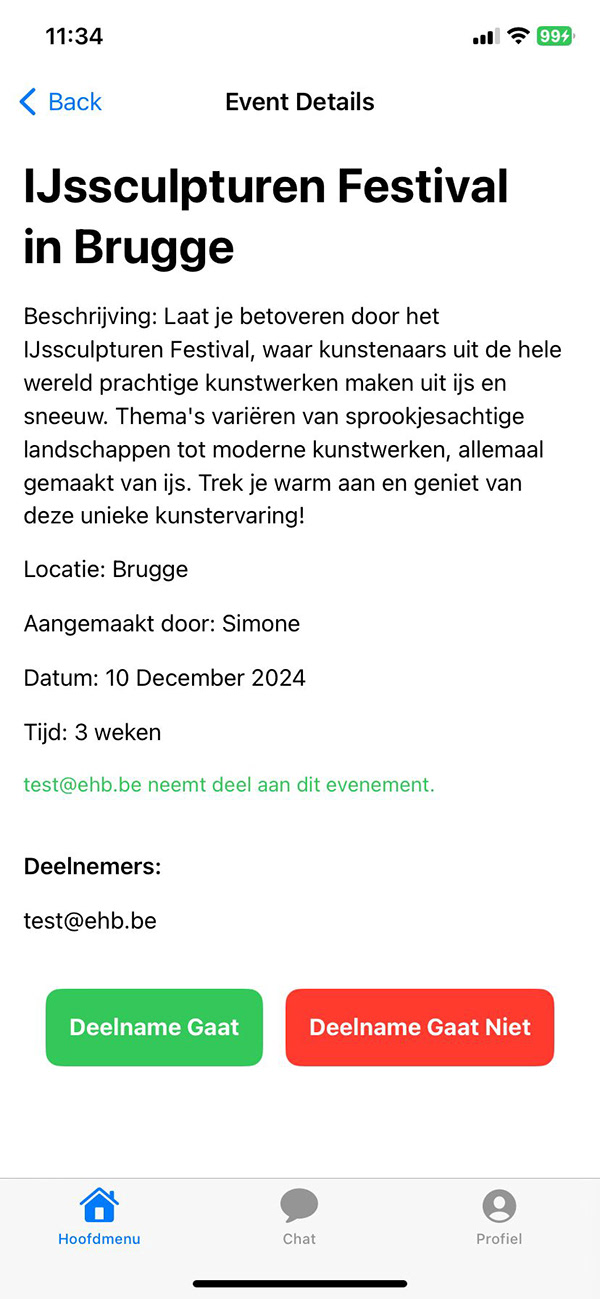 11:34
99
Back
Event Details
IJssculpturen Festival
in Brugge
Beschrijving: Laat je betoveren door het
IJssculpturen Festival, waar kunstenaars uit de hele
wereld prachtige kunstwerken maken uit ijs en
sneeuw. Thema's variëren van sprookjesachtige
landschappen tot moderne kunstwerken, allemaal
gemaakt van ijs. Trek je warm aan en geniet van
deze unieke kunstervaring!
Locatie: Brugge
Aangemaakt door: Simone
Datum: 10 December 2024
Tijd: 3 weken
test@ehb.be neemt deel aan dit evenement.
Deelnemers:
test@ehb.be
Deelname Gaat
Deelname Gaat Niet
Hoofdmenu
Chat
Profiel